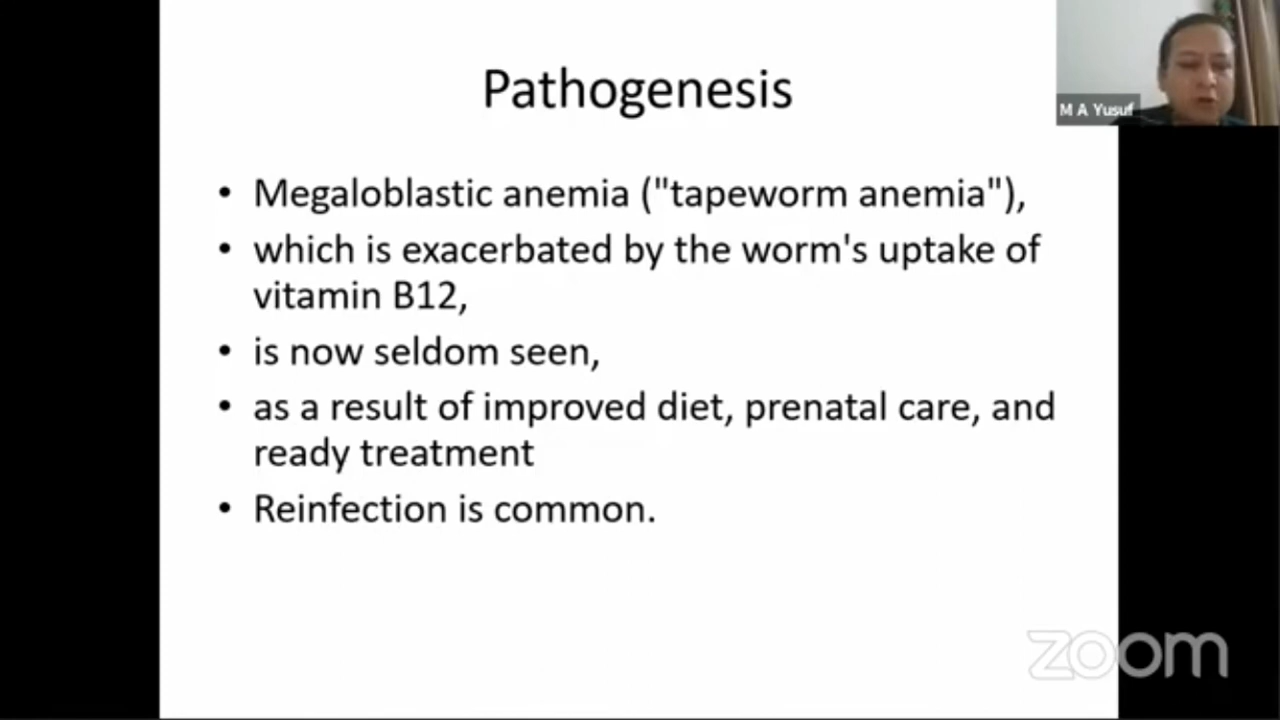 Pathogenesis
M A Yusuf
• Megaloblastic anemia ("tapeworm anemia"),
• which is exacerbated by the worm's uptake of
vitamin B12,
• is now seldom seen,
• as a result of improved diet, prenatal care, and
ready treatment
• Reinfection is common.
zoom